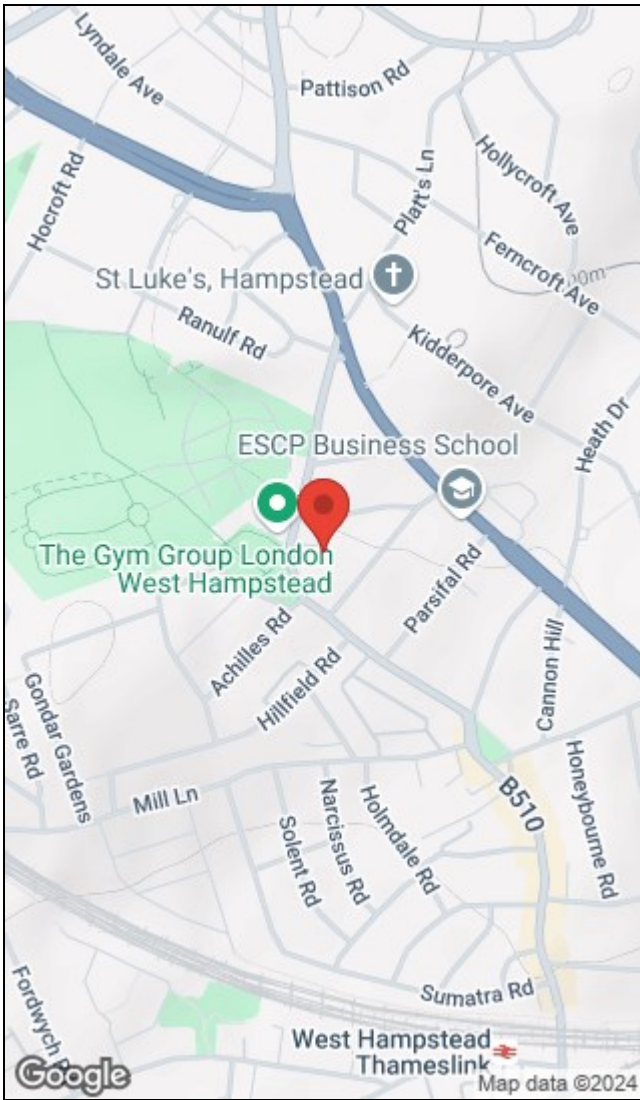 Lyndale Ave
Pattison Rd
Hocroft Rd
Platt's Ln
Hollycroft Ave
Ferncroft Ave
St Luke's, Hampstead
Ranulf Rd
Kidderpore Ave
Heath Dr
ESCP Business School
The Gym Group London
West Hampstead
Parsifal Rd
Achilles Rd
Hillfield Rd
Cannon Hill
Gondar Gardens
Sarre Rd
Mill Ln
B510
Honeybourne Rd
Holmdale Rd
Narcissus Rd
Solent Rd
Sumatra Rd
Fordwych
West Hampstead
Thameslink
Google
Map data ©2024